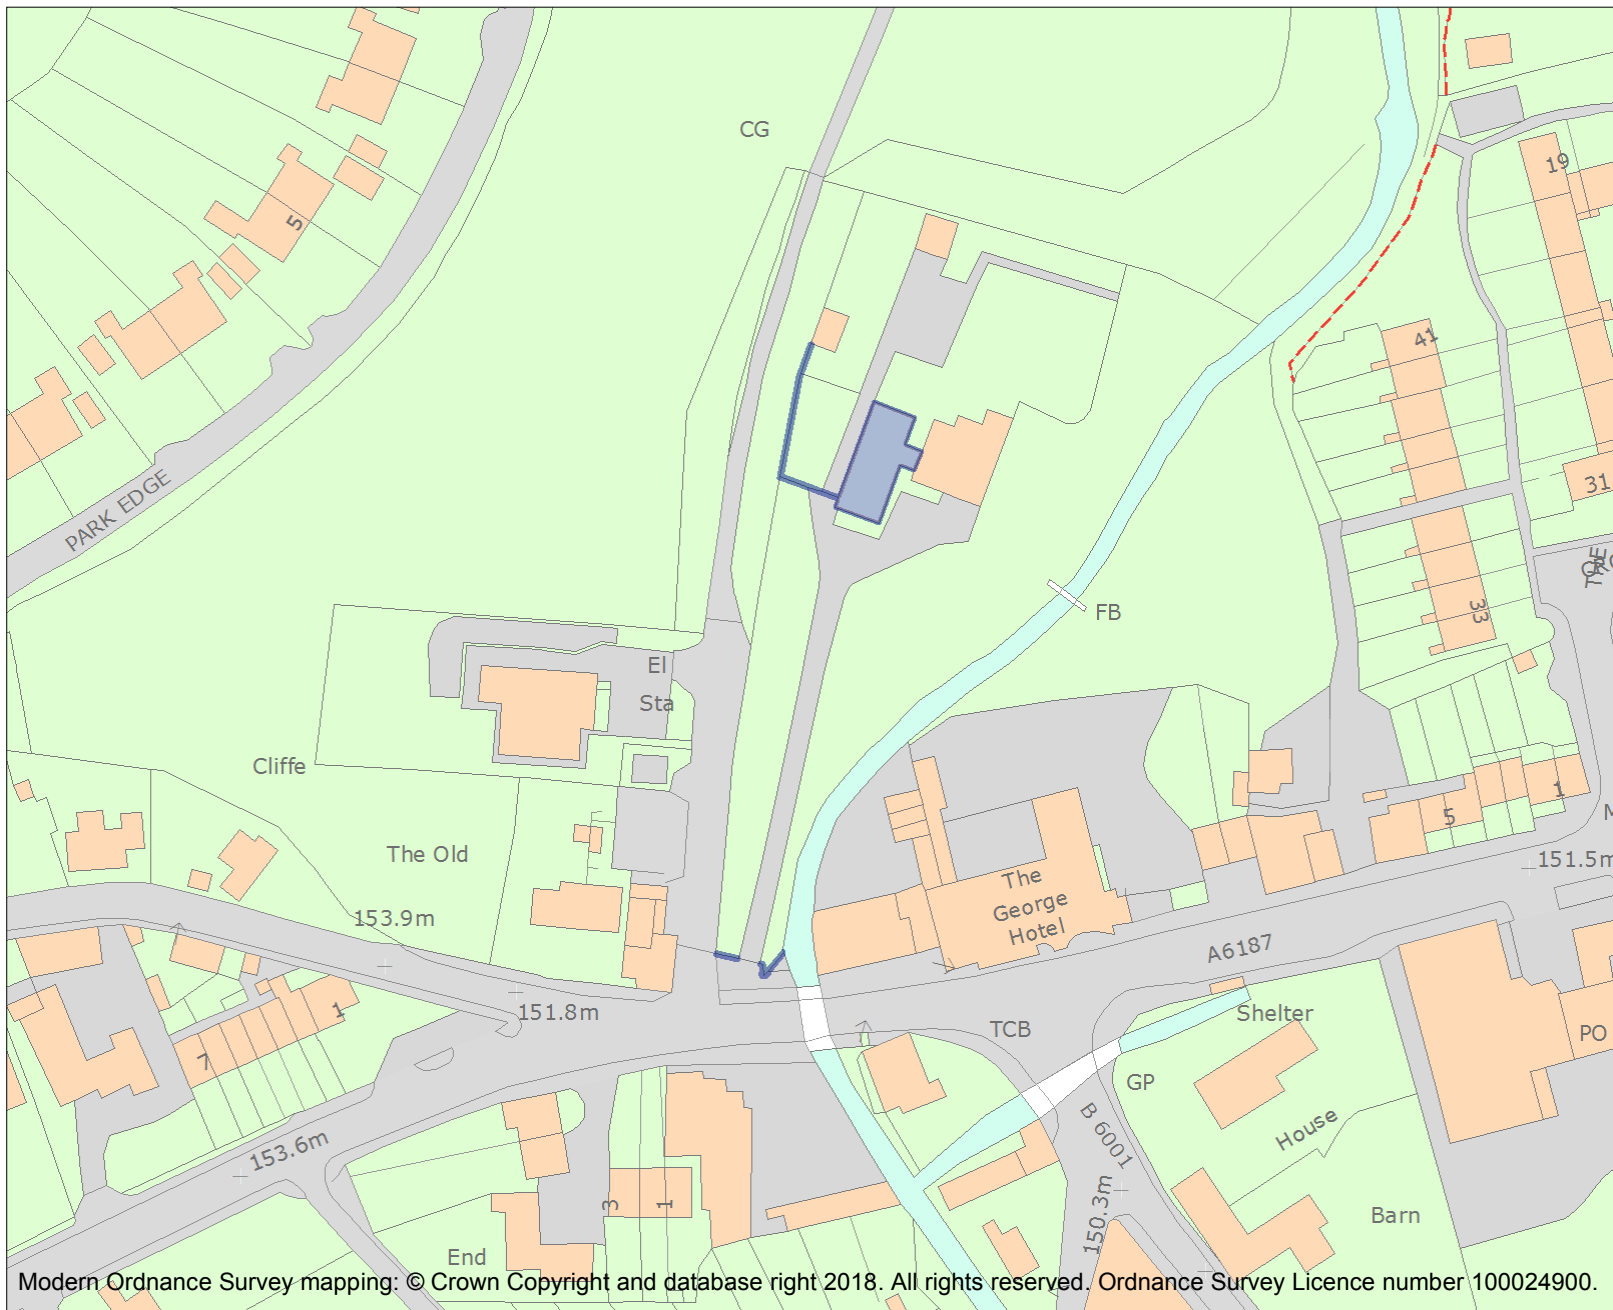 CG
19
5
41
31
PARK EDGE
THE
33
FB
El
Sta
Cliffe
1
5
The Old
151.5m
The
George
Hotel
153.9m
A6187
1
151.8m
Shelter
TCB
PO
7
GP
B 6001
House
153.6m
3
1
150.3m
Barn
End
Modern Ordnance Survey mapping: © Crown Copyright and database right 2018. All rights reserved. Ordnance Survey Licence number 100024900.